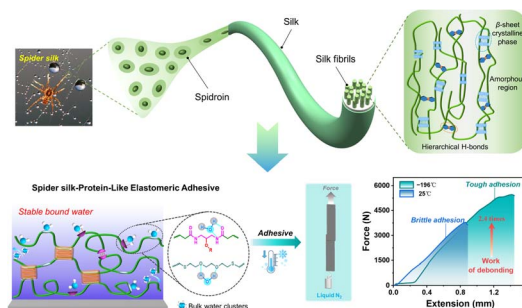 Spider silk
Spidroin
Silk
Silk fibrils
β-sheet
crystalline
phase
Amorphous
region
Hierarchical H-bonds
Spider silk-Protein-Like Elastomeric Adhesive
Stable bound water
Bulk water clusters
Adhesive
Force
Liquid N₂
Force (N)
6000
4500
3000
1500
0
-196℃
25℃
Tough adhesion
Brittle adhesion
2.4 times
Work
of debonding
0.0 0.4 0.8 1.2
Extension (mm)